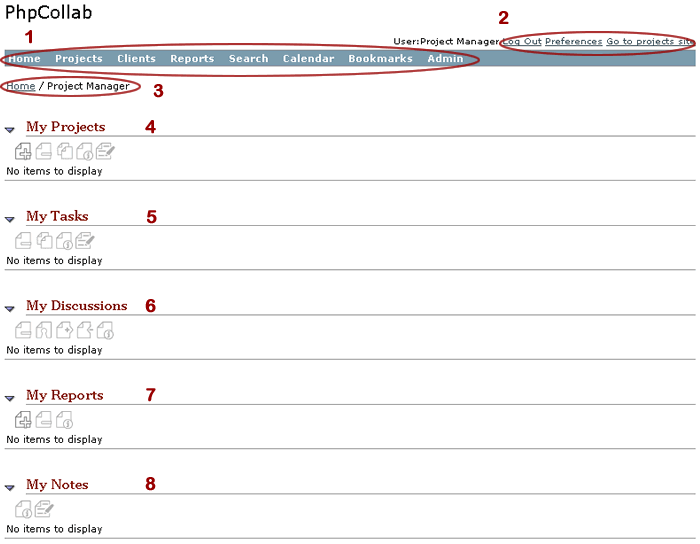 PhpCollab
2
1
User:Project Manager Log Out Preferences Go to projects site
Home Projects Clients Reports Search Calendar Bookmarks Admin
Home / Project Manager 3
My Projects 4
No items to display
My Tasks 5
No items to display
My Discussions 6
No items to display
My Reports 7
No items to display
My Notes 8
No items to display